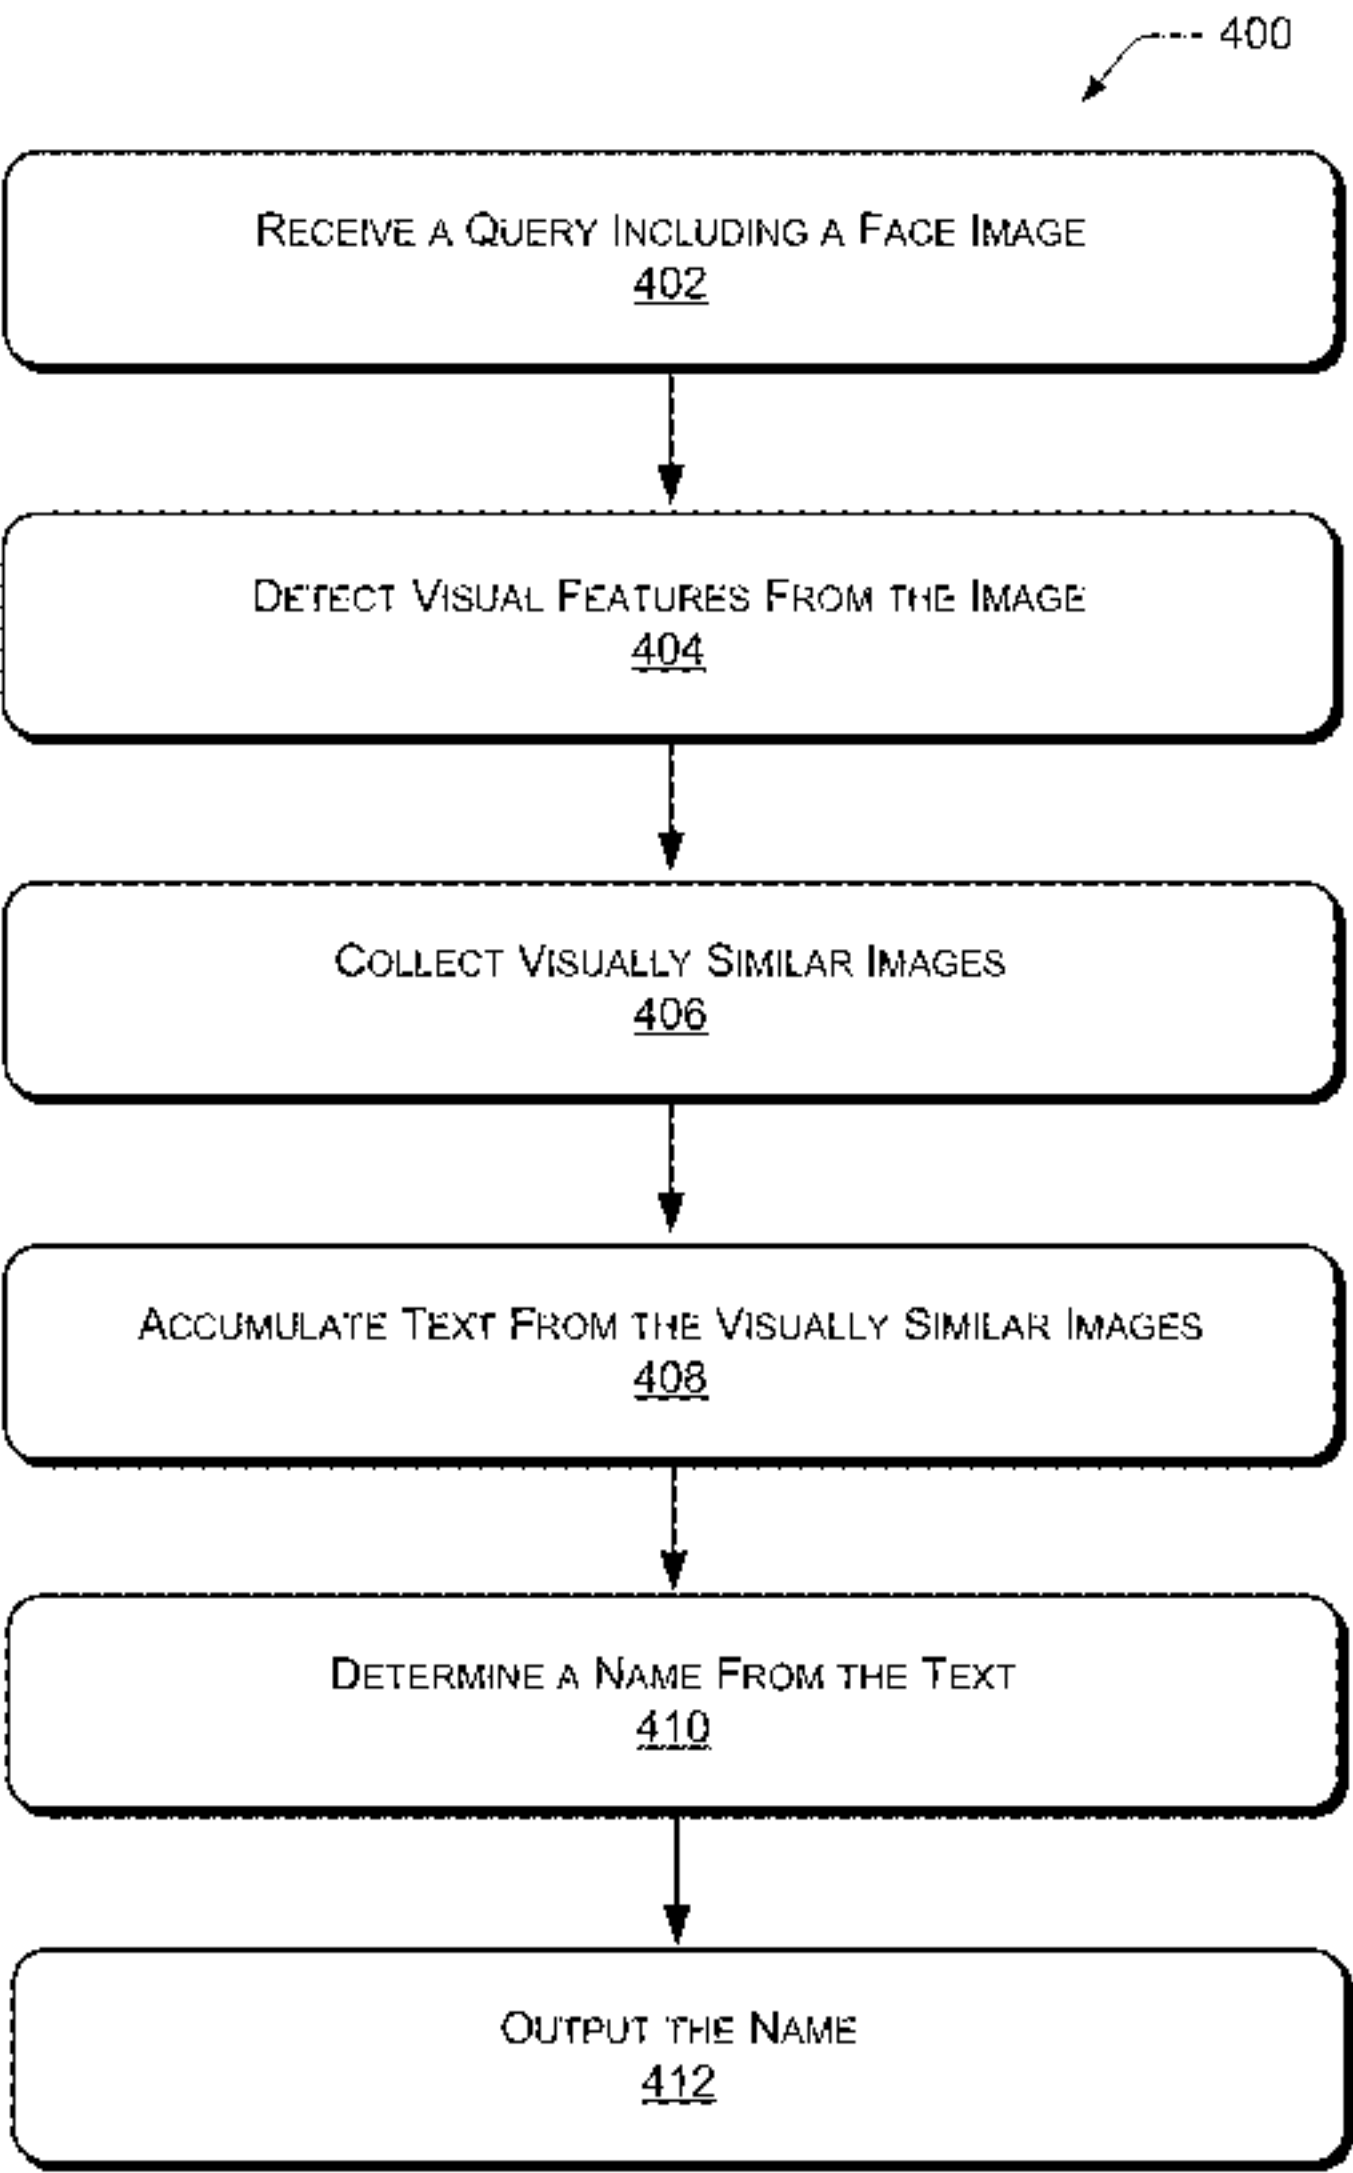 400
RECEIVE A QUERY INCLUDING A FACE IMAGE
402
DETECT VISUAL FEATURES FROM THE IMAGE
404
COLLECT VISUALLY SIMILAR IMAGES
406
ACCUMULATE TEXT FROM THE VISUALLY SIMILAR IMAGES
408
DETERMINE A NAME FROM THE TEXT
410
OUTPUT THE NAME
412